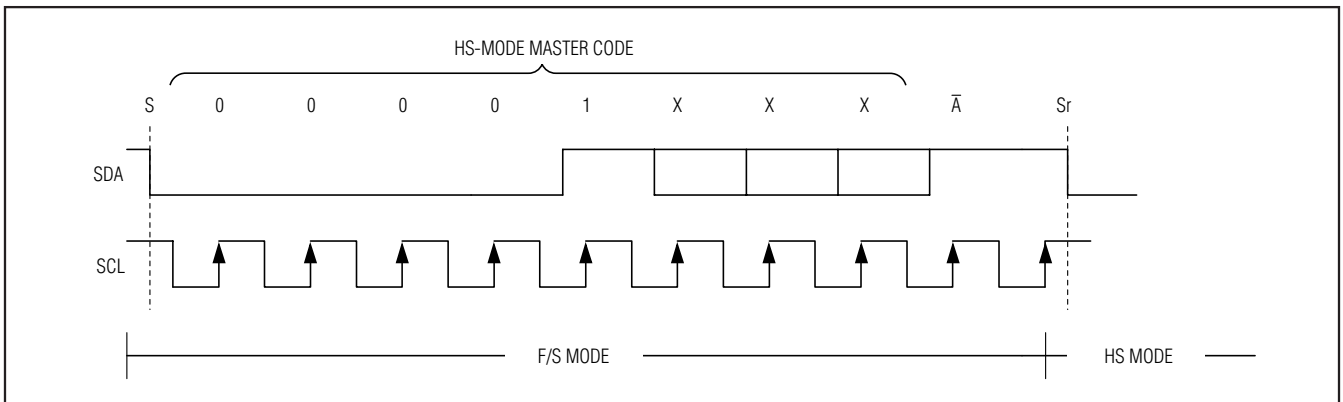 HS-MODE MASTER CODE
S 0 0 0 0 1 X X X A̅ Sr
SDA
SCL
F/S MODE HS MODE